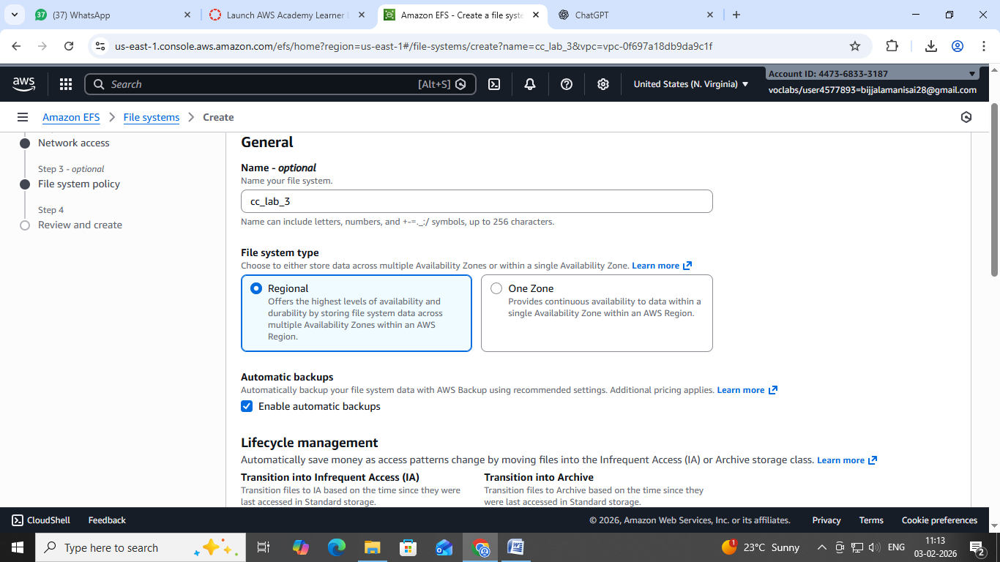 37
(37) WhatsApp
Launch AWS Academy Learner
Amazon EFS - Create a file syste
ChatGPT
us-east-1.console.aws.amazon.com/efs/home?region=us-east-1#/file-systems/create?name=cc_lab_3&vpc=vpc-0f697a18db9da9c1f
aws
Search
[Alt+S]
United States (N. Virginia)
Account ID: 4473-6833-3187
voclabs/user4577893=bijjalamanisai28@gmail.com
Amazon EFS
File systems
Create
Network access
Step 3 - optional
File system policy
Step 4
Review and create
General
Name - optional
Name your file system.
cc_lab_3
Name can include letters, numbers, and +-=._:/ symbols, up to 256 characters.
File system type
Choose to either store data across multiple Availability Zones or within a single Availability Zone. Learn more
Regional
Offers the highest levels of availability and
durability by storing file system data across
multiple Availability Zones within an AWS
Region.
One Zone
Provides continuous availability to data within a
single Availability Zone within an AWS Region.
Automatic backups
Automatically backup your file system data with AWS Backup using recommended settings. Additional pricing applies. Learn more
Enable automatic backups
Lifecycle management
Automatically save money as access patterns change by moving files into the Infrequent Access (IA) or Archive storage class. Learn more
Transition into Infrequent Access (IA)
Transition files to IA based on the time since they were
last accessed in Standard storage.
Transition into Archive
Transition files to Archive based on the time since they
were last accessed in Standard storage.
CloudShell
Feedback
© 2026, Amazon Web Services, Inc. or its affiliates.
Privacy
Terms
Cookie preferences
Type here to search
1
23°C Sunny
ENG
11:13
03-02-2026
2